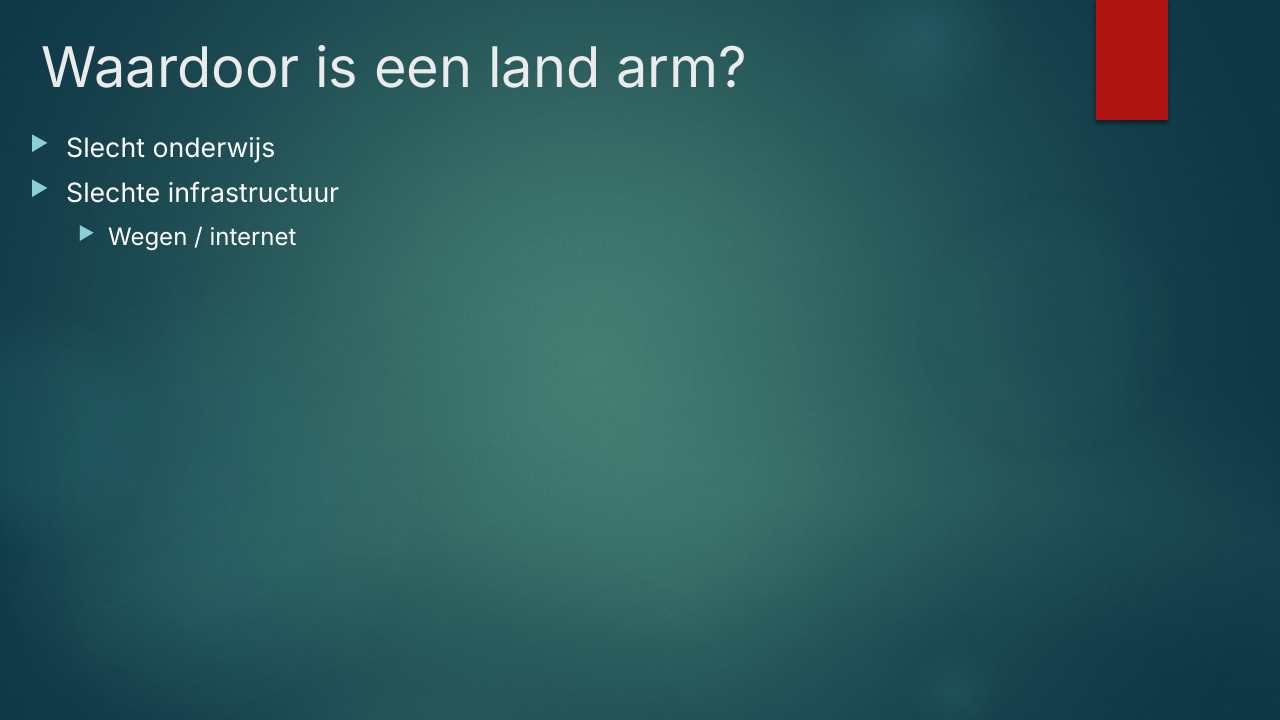 Waardoor is een land arm?
Slecht onderwijs
Slechte infrastructuur
Wegen / internet